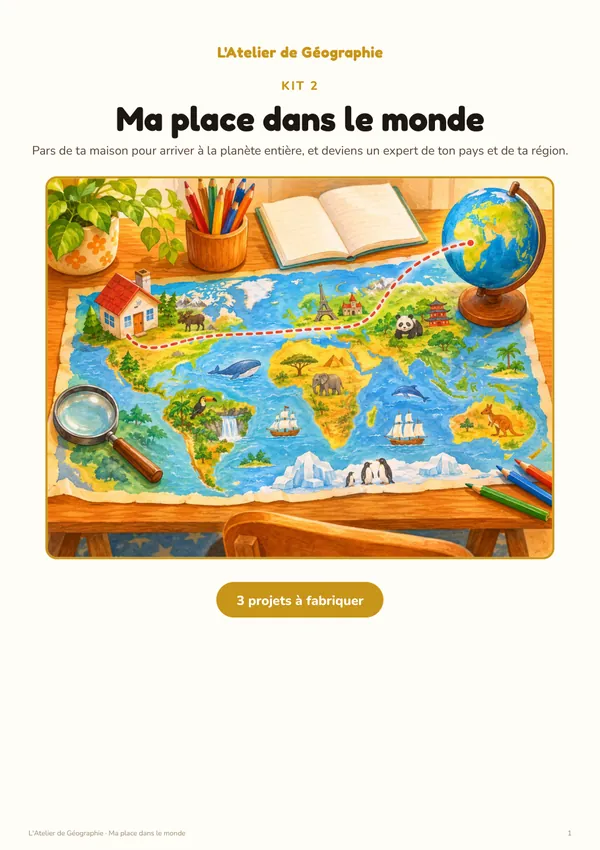 L'Atelier de Géographie
KIT 2
Ma place dans le monde
Pars de ta maison pour arriver à la planète entière, et deviens un expert de ton pays et de ta région.
3 projets à fabriquer
L'Atelier de Géographie · Ma place dans le monde
1